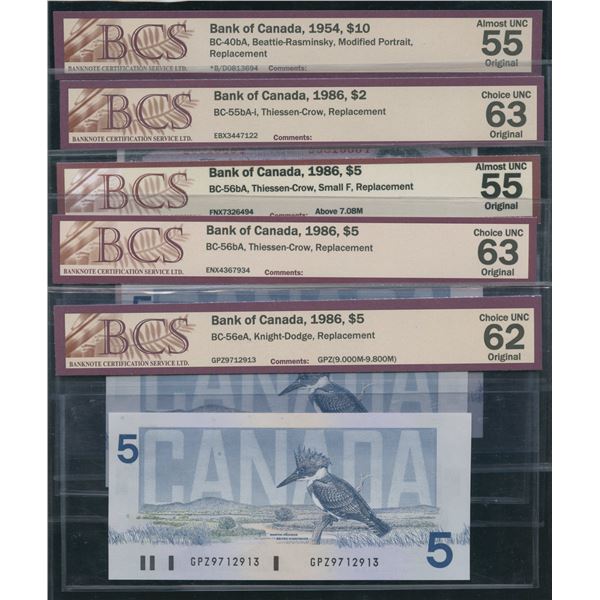 BCS
BANKNOTE CERTIFICATION SERVICE LTD.
Bank of Canada, 1954, $10
BC-40bA, Beattie-Rasminsky, Modified Portrait,
Replacement
*B/D0813694 Comments:
Almost UNC
55
Original
BCS
BANKNOTE CERTIFICATION SERVICE LTD.
Bank of Canada, 1986, $2
BC-55bA-i, Thiessen-Crow, Replacement
EBX3447122 Comments:
Choice UNC
63
Original
BCS
BANKNOTE CERTIFICATION SERVICE LTD.
Bank of Canada, 1986, $5
BC-56bA, Thiessen-Crow, Small F, Replacement
FNX7326494 Comments: Above 7.08M
Almost UNC
55
BCS
BANKNOTE CERTIFICATION SERVICE LTD.
Bank of Canada, 1986, $5
BC-56bA, Thiessen-Crow, Replacement
ENX4367934 Comments:
Choice UNC
63
Original
5
BCS
BANKNOTE CERTIFICATION SERVICE LTD.
Bank of Canada, 1986, $5
BC-56eA, Knight-Dodge, Replacement
GPZ9712913 Comments: GPZ(9.000M-9.800M)
Choice UNC
62
Original
CANADA
5
CANADA
5
GPZ9712913 GPZ9712913